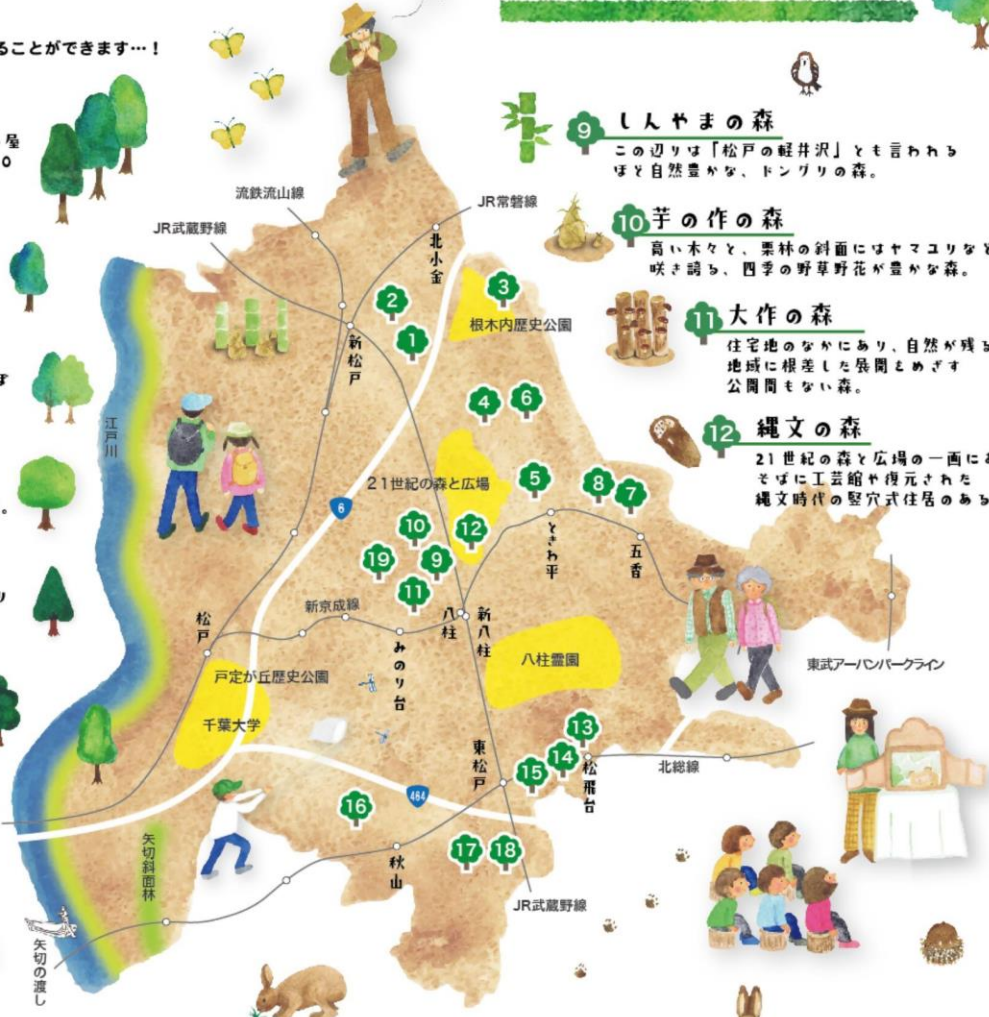 ることができます…！
屋
9
しんやまの森
この辺りは「松戸の軽井沢」とも言われる
ほど自然豊かな、ドングリの森。
10
芋の作の森
高い木々と、栗林の斜面にはヤマユリなど
咲き誇る、四季の野草野花が豊かな森。
11
大作の森
住宅地のなかにあり、自然が残る
地域に根差した展開をめざす
公開間もない森。
12
縄文の森
21世紀の森と広場の一画に
そばに工芸館や復元された
縄文時代の竪穴式住居のある
流鉄流山線
JR武蔵野線
JR常磐線
北小金
2
1
3
根木内歴史公園
新松戸
4
6
江戸川
21世紀の森と広場
5
8
7
6
10
12
19
9
11
ときわ平
五香
新京成線
松戸
八柱
新八柱
みのり台
八柱霊園
東武アーバンパークライン
戸定が丘歴史公園
千葉大学
13
14
15
東松戸
松飛台
北総線
464
16
17
18
秋山
矢切斜面林
JR武蔵野線
矢切の渡し